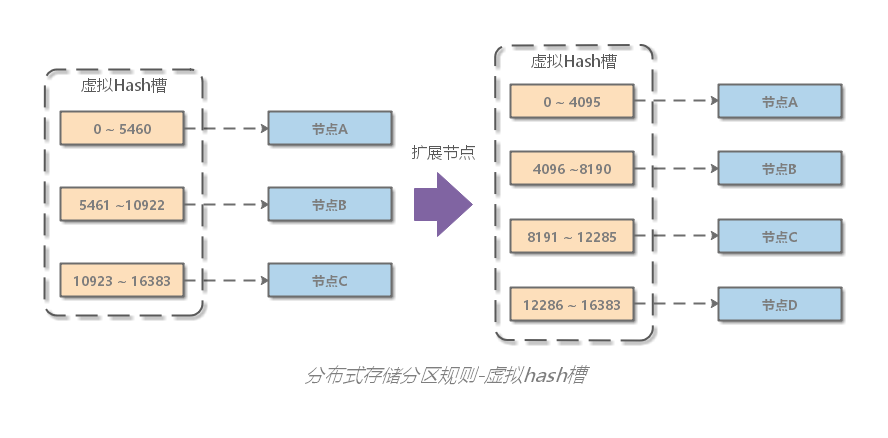 虚拟Hash槽
0 ~ 5460
节点A
5461 ~10922
节点B
10923 ~ 16383
节点C
扩展节点
虚拟Hash槽
0 ~ 4095
节点A
4096 ~8190
节点B
8191 ~ 12285
节点C
12286 ~ 16383
节点D
分布式存储分区规则-虚拟hash槽